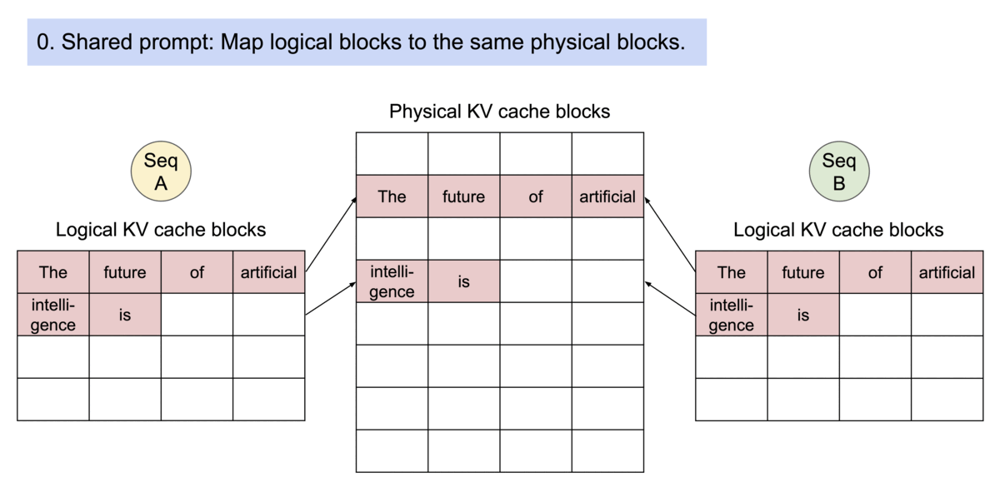 0. Shared prompt: Map logical blocks to the same physical blocks.
Physical KV cache blocks
The future of artificial
intelli-
gence is
Seq
A
Logical KV cache blocks
The future of artificial
intelli-
gence is
Seq
B
Logical KV cache blocks
The future of artificial
intelli-
gence is